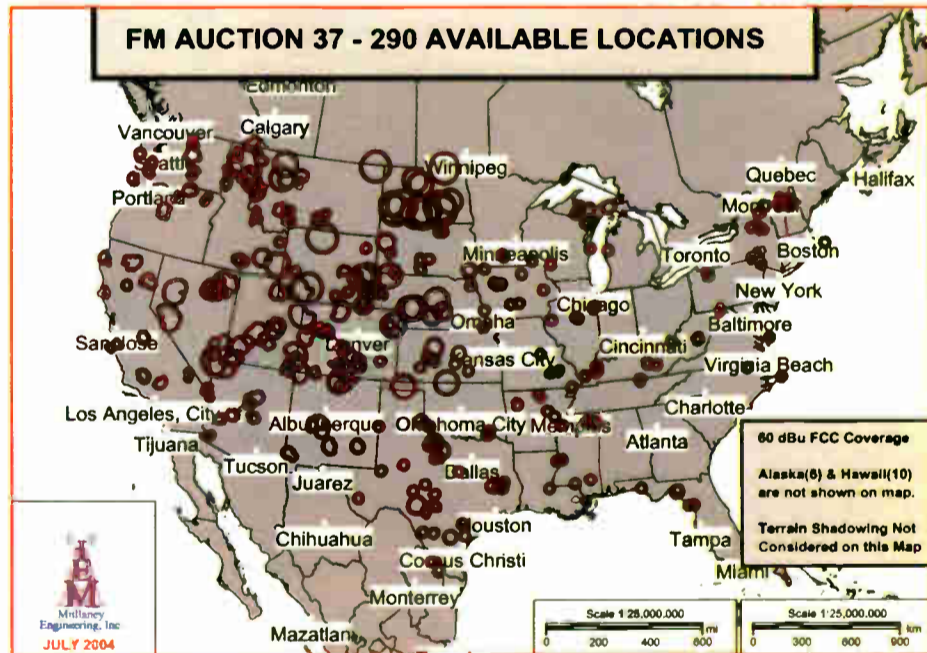 FM AUCTION 37 - 290 AVAILABLE LOCATIONS
Edmonton
Vancouver
Calgary
Winnipeg
Quebec
Halifax
Portland
Minneapolis
Toronto
Boston
New York
Chicago
Omaha
Baltimore
San Jose
Denver
Kansas City
Cincinnati
Virginia Beach
Los Angeles, City
Charlotte
Albuquerque
Oklahoma City
Memphis
Atlanta
Tijuana
Tucson
Juarez
Dallas
Houston
Chihuahua
Tampa
Corpus Christi
Miami
Monterrey
Mazatlan
60 dBu FCC Coverage
Alaska(6) & Hawaii(10)
are not shown on map.
Terrain Shadowing Not
Considered on this Map
Mullaney
Engineering, Inc
JULY 2004
Scale 1:25,000,000
0 200 400 600 mi
Scale 1:25,000,000
0 300 600 900 km